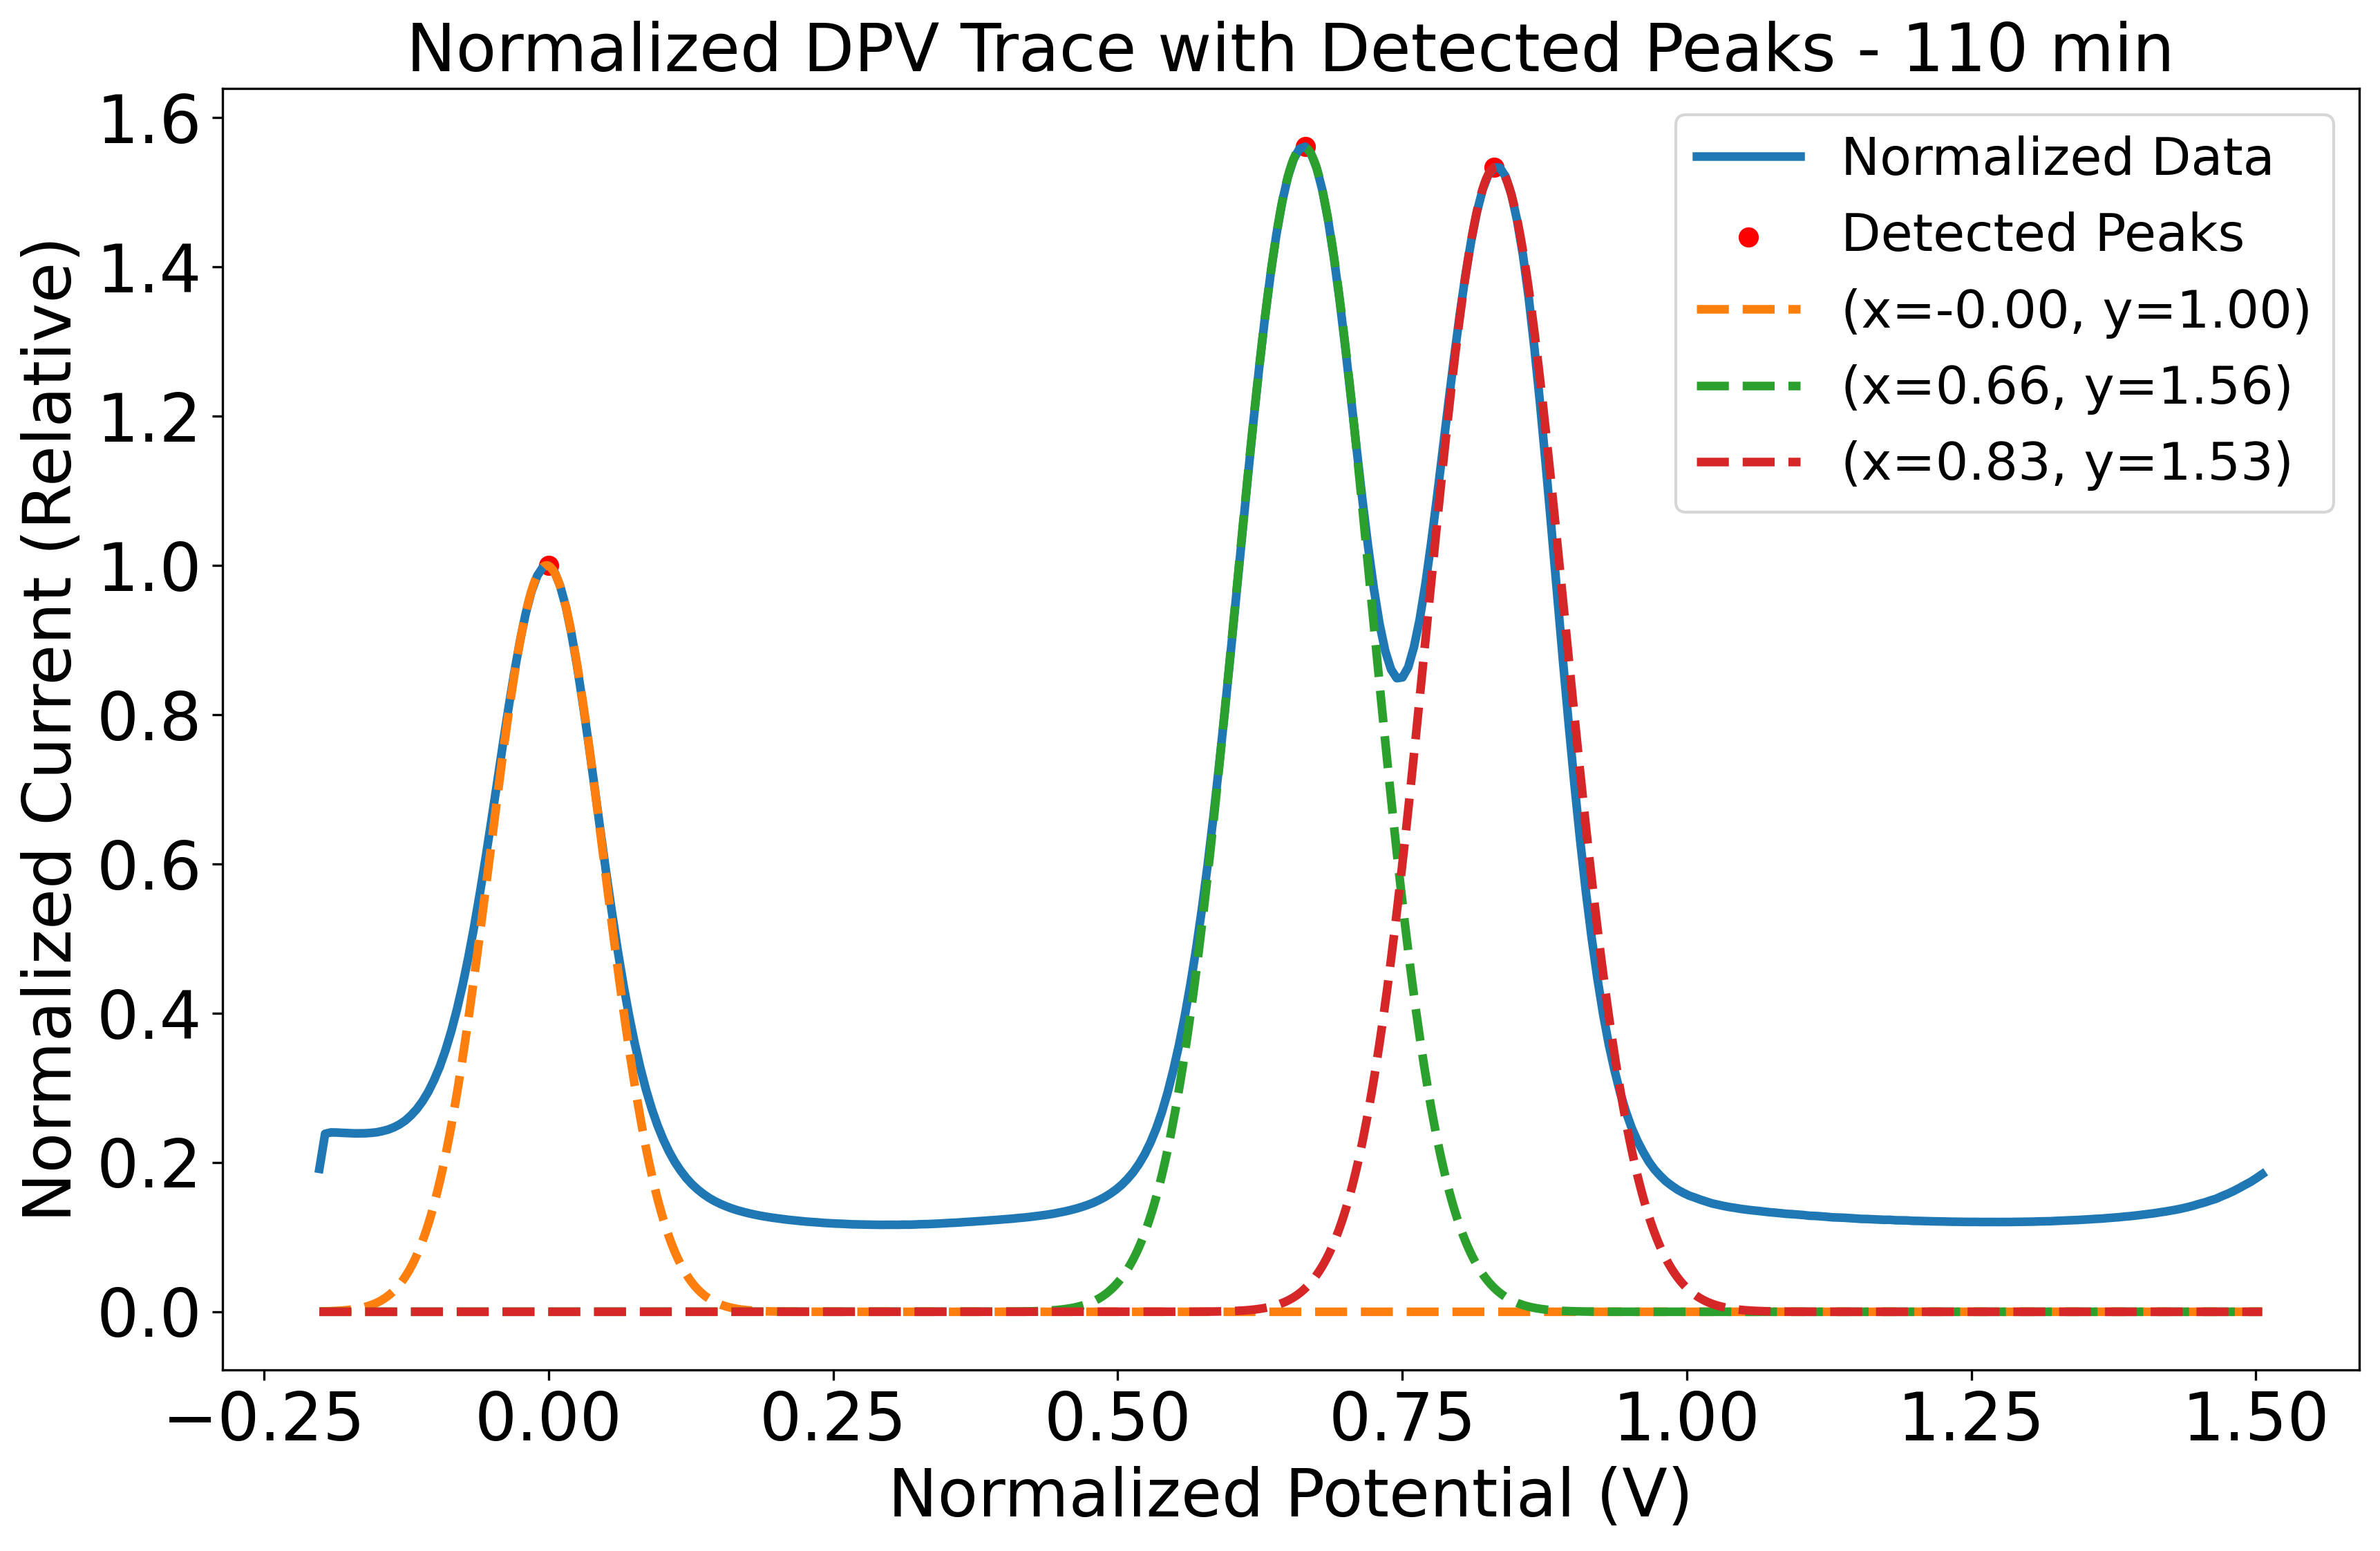 Normalized DPV Trace with Detected Peaks - 110 min
Normalized Current (Relative)
1.6
1.4
1.2
1.0
0.8
0.6
0.4
0.2
0.0
Normalized Data
Detected Peaks
(x=-0.00, y=1.00)
(x=0.66, y=1.56)
(x=0.83, y=1.53)
−0.25 0.00 0.25 0.50 0.75 1.00 1.25 1.50
Normalized Potential (V)